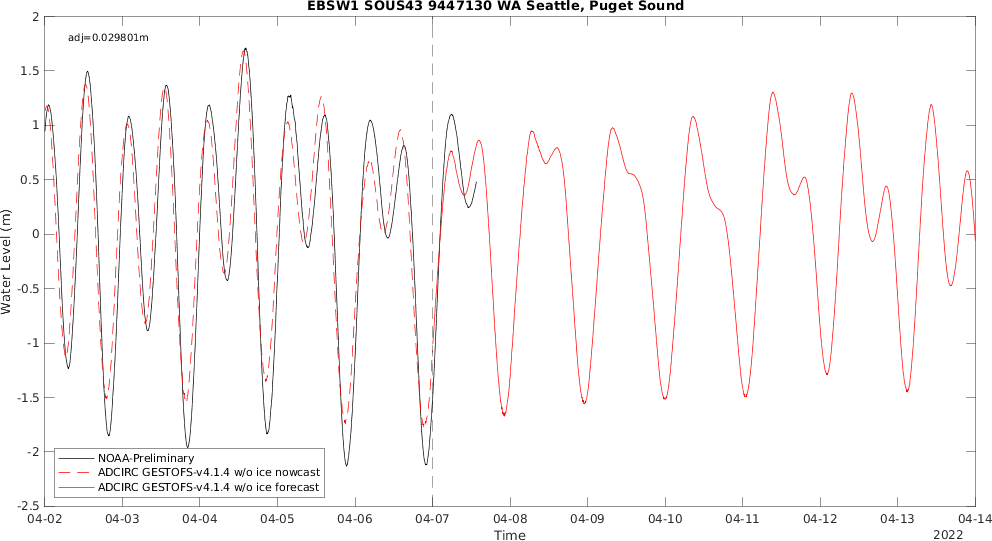 EBSW1 SOUS43 9447130 WA Seattle, Puget Sound
adj=0.029801m
2
1.5
1
0.5
0
-0.5
-1
-1.5
-2
-2.5
Water Level (m)
NOAA-Preliminary
ADCIRC GESTOFS-v4.1.4 w/o ice nowcast
ADCIRC GESTOFS-v4.1.4 w/o ice forecast
04-02 04-03 04-04 04-05 04-06 04-07 04-08 04-09 04-10 04-11 04-12 04-13 04-14
Time
2022